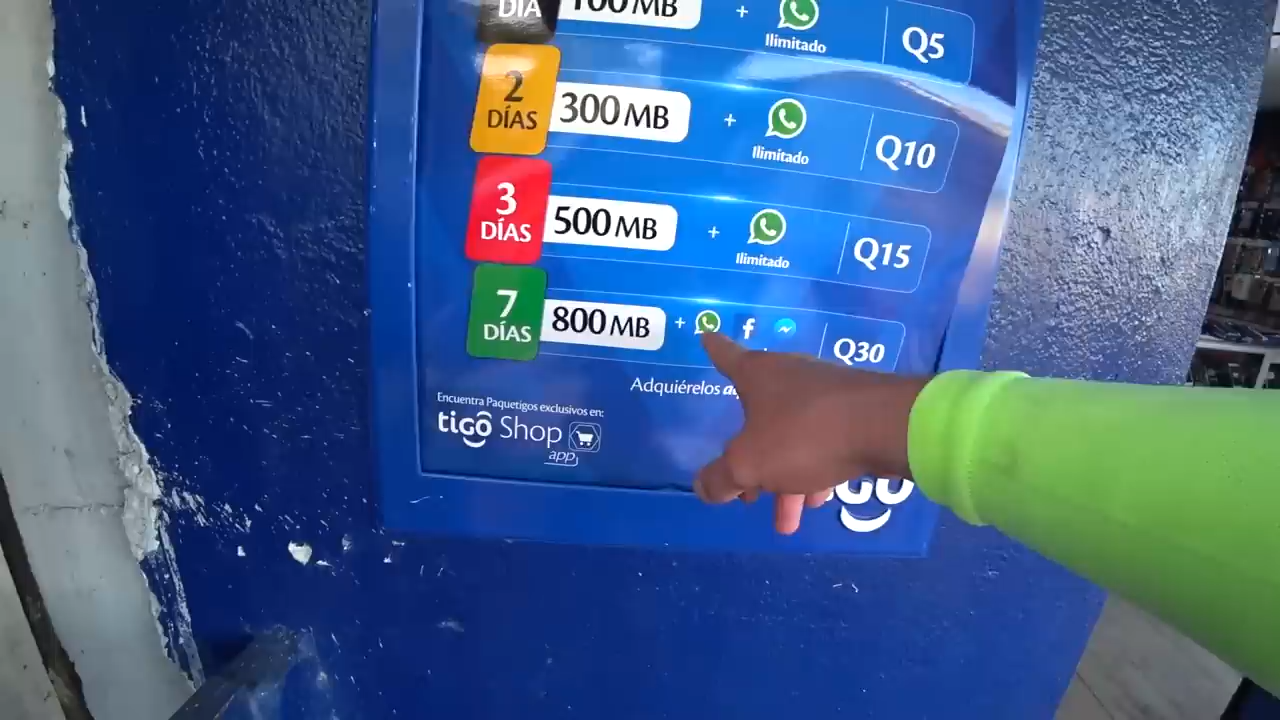 DÍA 100 MB + Ilimitado Q5
2 DÍAS 300 MB + Ilimitado Q10
3 DÍAS 500 MB + Ilimitado Q15
7 DÍAS 800 MB + f Q30
Adquiérelos
Encuentra Paquetigos exclusivos en:
tigo Shop
app